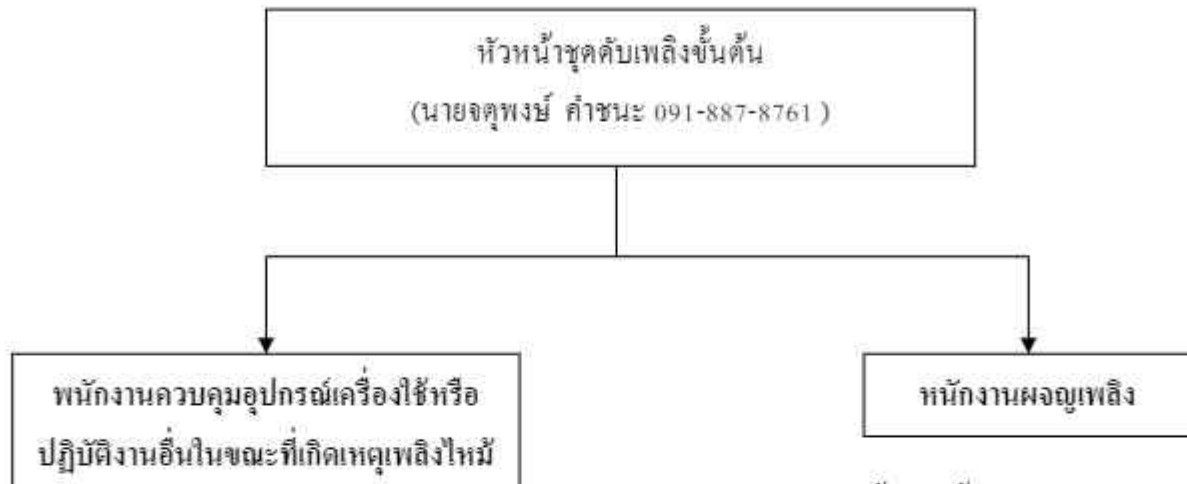 หัวหน้าชุดดับเพลิงขั้นต้น
(นายจตุพงษ์ คำชนะ 091-887-8761 )
พนักงานควบคุมอุปกรณ์เครื่องใช้หรือ
ปฏิบัติงานอื่นในขณะที่เกิดเหตุเพลิงไหม้
หนักงานผจญเพลิง